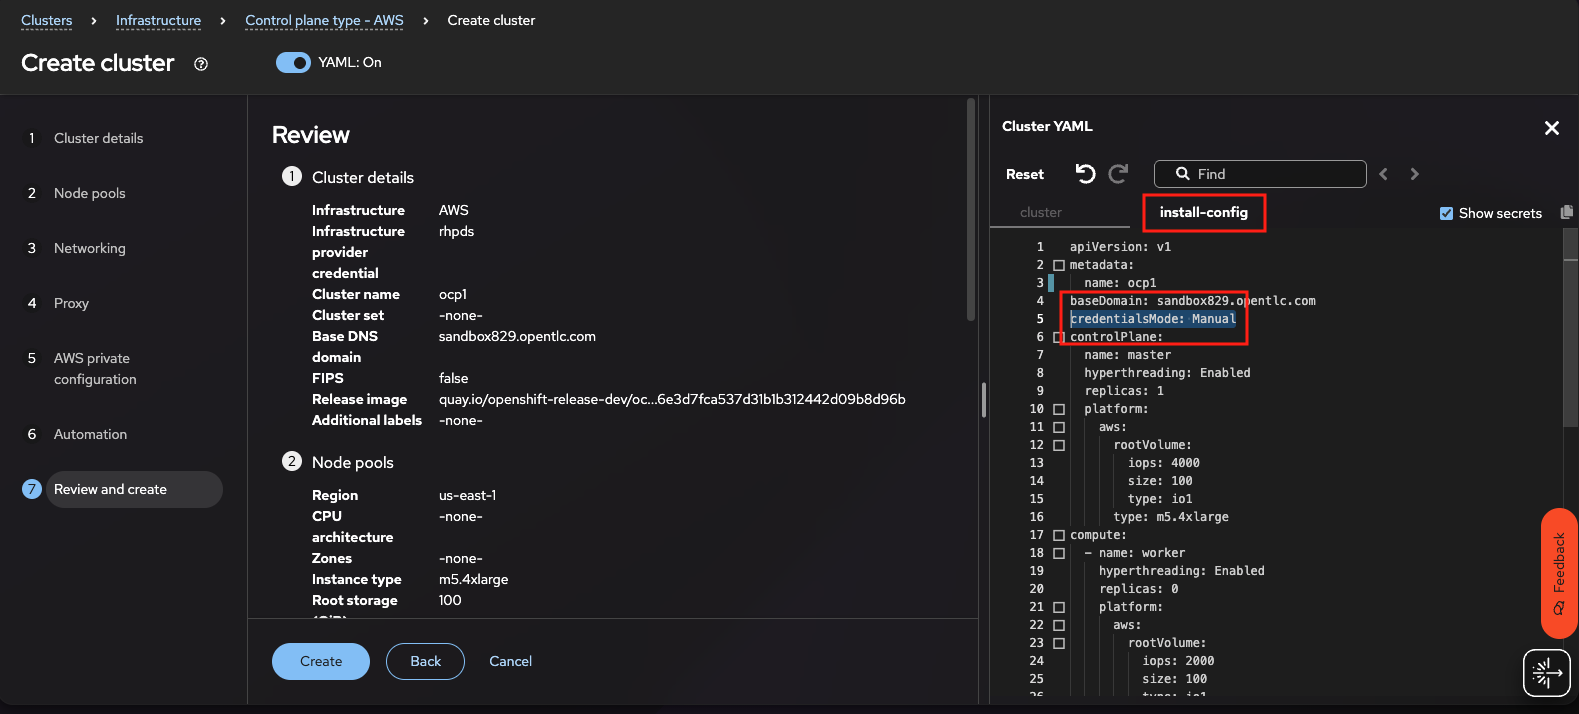 Clusters > Infrastructure > Control plane type - AWS > Create cluster
Create cluster
YAML: On
1 Cluster details
2 Node pools
3 Networking
4 Proxy
5 AWS private
configuration
6 Automation
7 Review and create
Review
1 Cluster details
Infrastructure AWS
Infrastructure rhpds
provider
credential
Cluster name ocp1
Cluster set -none-
Base DNS sandbox829.opentlc.com
domain
FIPS false
Release image quay.io/openshift-release-dev/oc...6e3d7fca537d31b1b312442d09b8d96b
Additional labels -none-
2 Node pools
Region us-east-1
CPU -none-
architecture
Zones -none-
Instance type m5.4xlarge
Root storage 100
Create Back Cancel
Cluster YAML
Reset Find
cluster install-config Show secrets
1 apiVersion: v1
2 metadata:
3 name: ocp1
4 baseDomain: sandbox829.opentlc.com
5 credentialsMode: Manual
6 controlPlane:
7 name: master
8 hyperthreading: Enabled
9 replicas: 1
10 platform:
11 aws:
12 rootVolume:
13 iops: 4000
14 size: 100
15 type: io1
16 type: m5.4xlarge
17 compute:
18 - name: worker
19 hyperthreading: Enabled
20 replicas: 0
21 platform:
22 aws:
23 rootVolume:
24 iops: 2000
25 size: 100
26 type: io1
Feedback